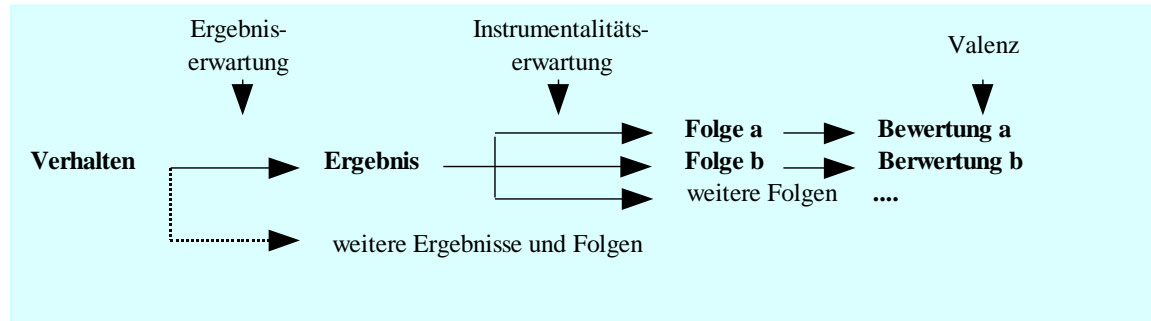 Ergebnis-
erwartung
Instrumentalitäts-
erwartung
Valenz
Verhalten
Ergebnis
Folge a
Bewertung a
Folge b
Berwertung b
weitere Folgen
....
weitere Ergebnisse und Folgen